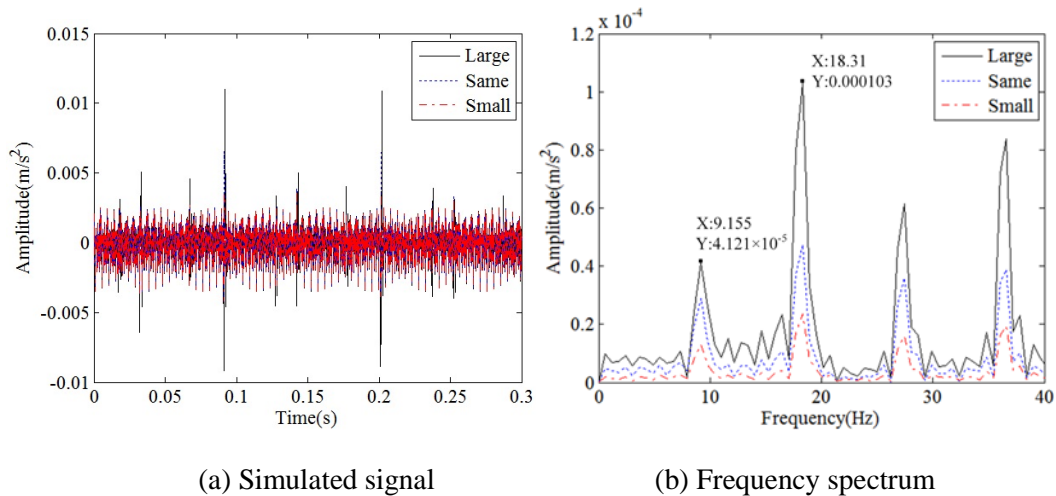 0.015
0.01
0.005
0
-0.005
-0.01
Amplitude(m/s²)
0 0.05 0.1 0.15 0.2 0.25 0.3
Time(s)
Large
Same
Small
(a) Simulated signal
x 10⁻⁴
1.2
1
0.8
0.6
0.4
0.2
0
Amplitude(m/s²)
0 10 20 30 40
Frequency(Hz)
X:18.31
Y:0.000103
X:9.155
Y:4.121×10⁻⁵
Large
Same
Small
(b) Frequency spectrum